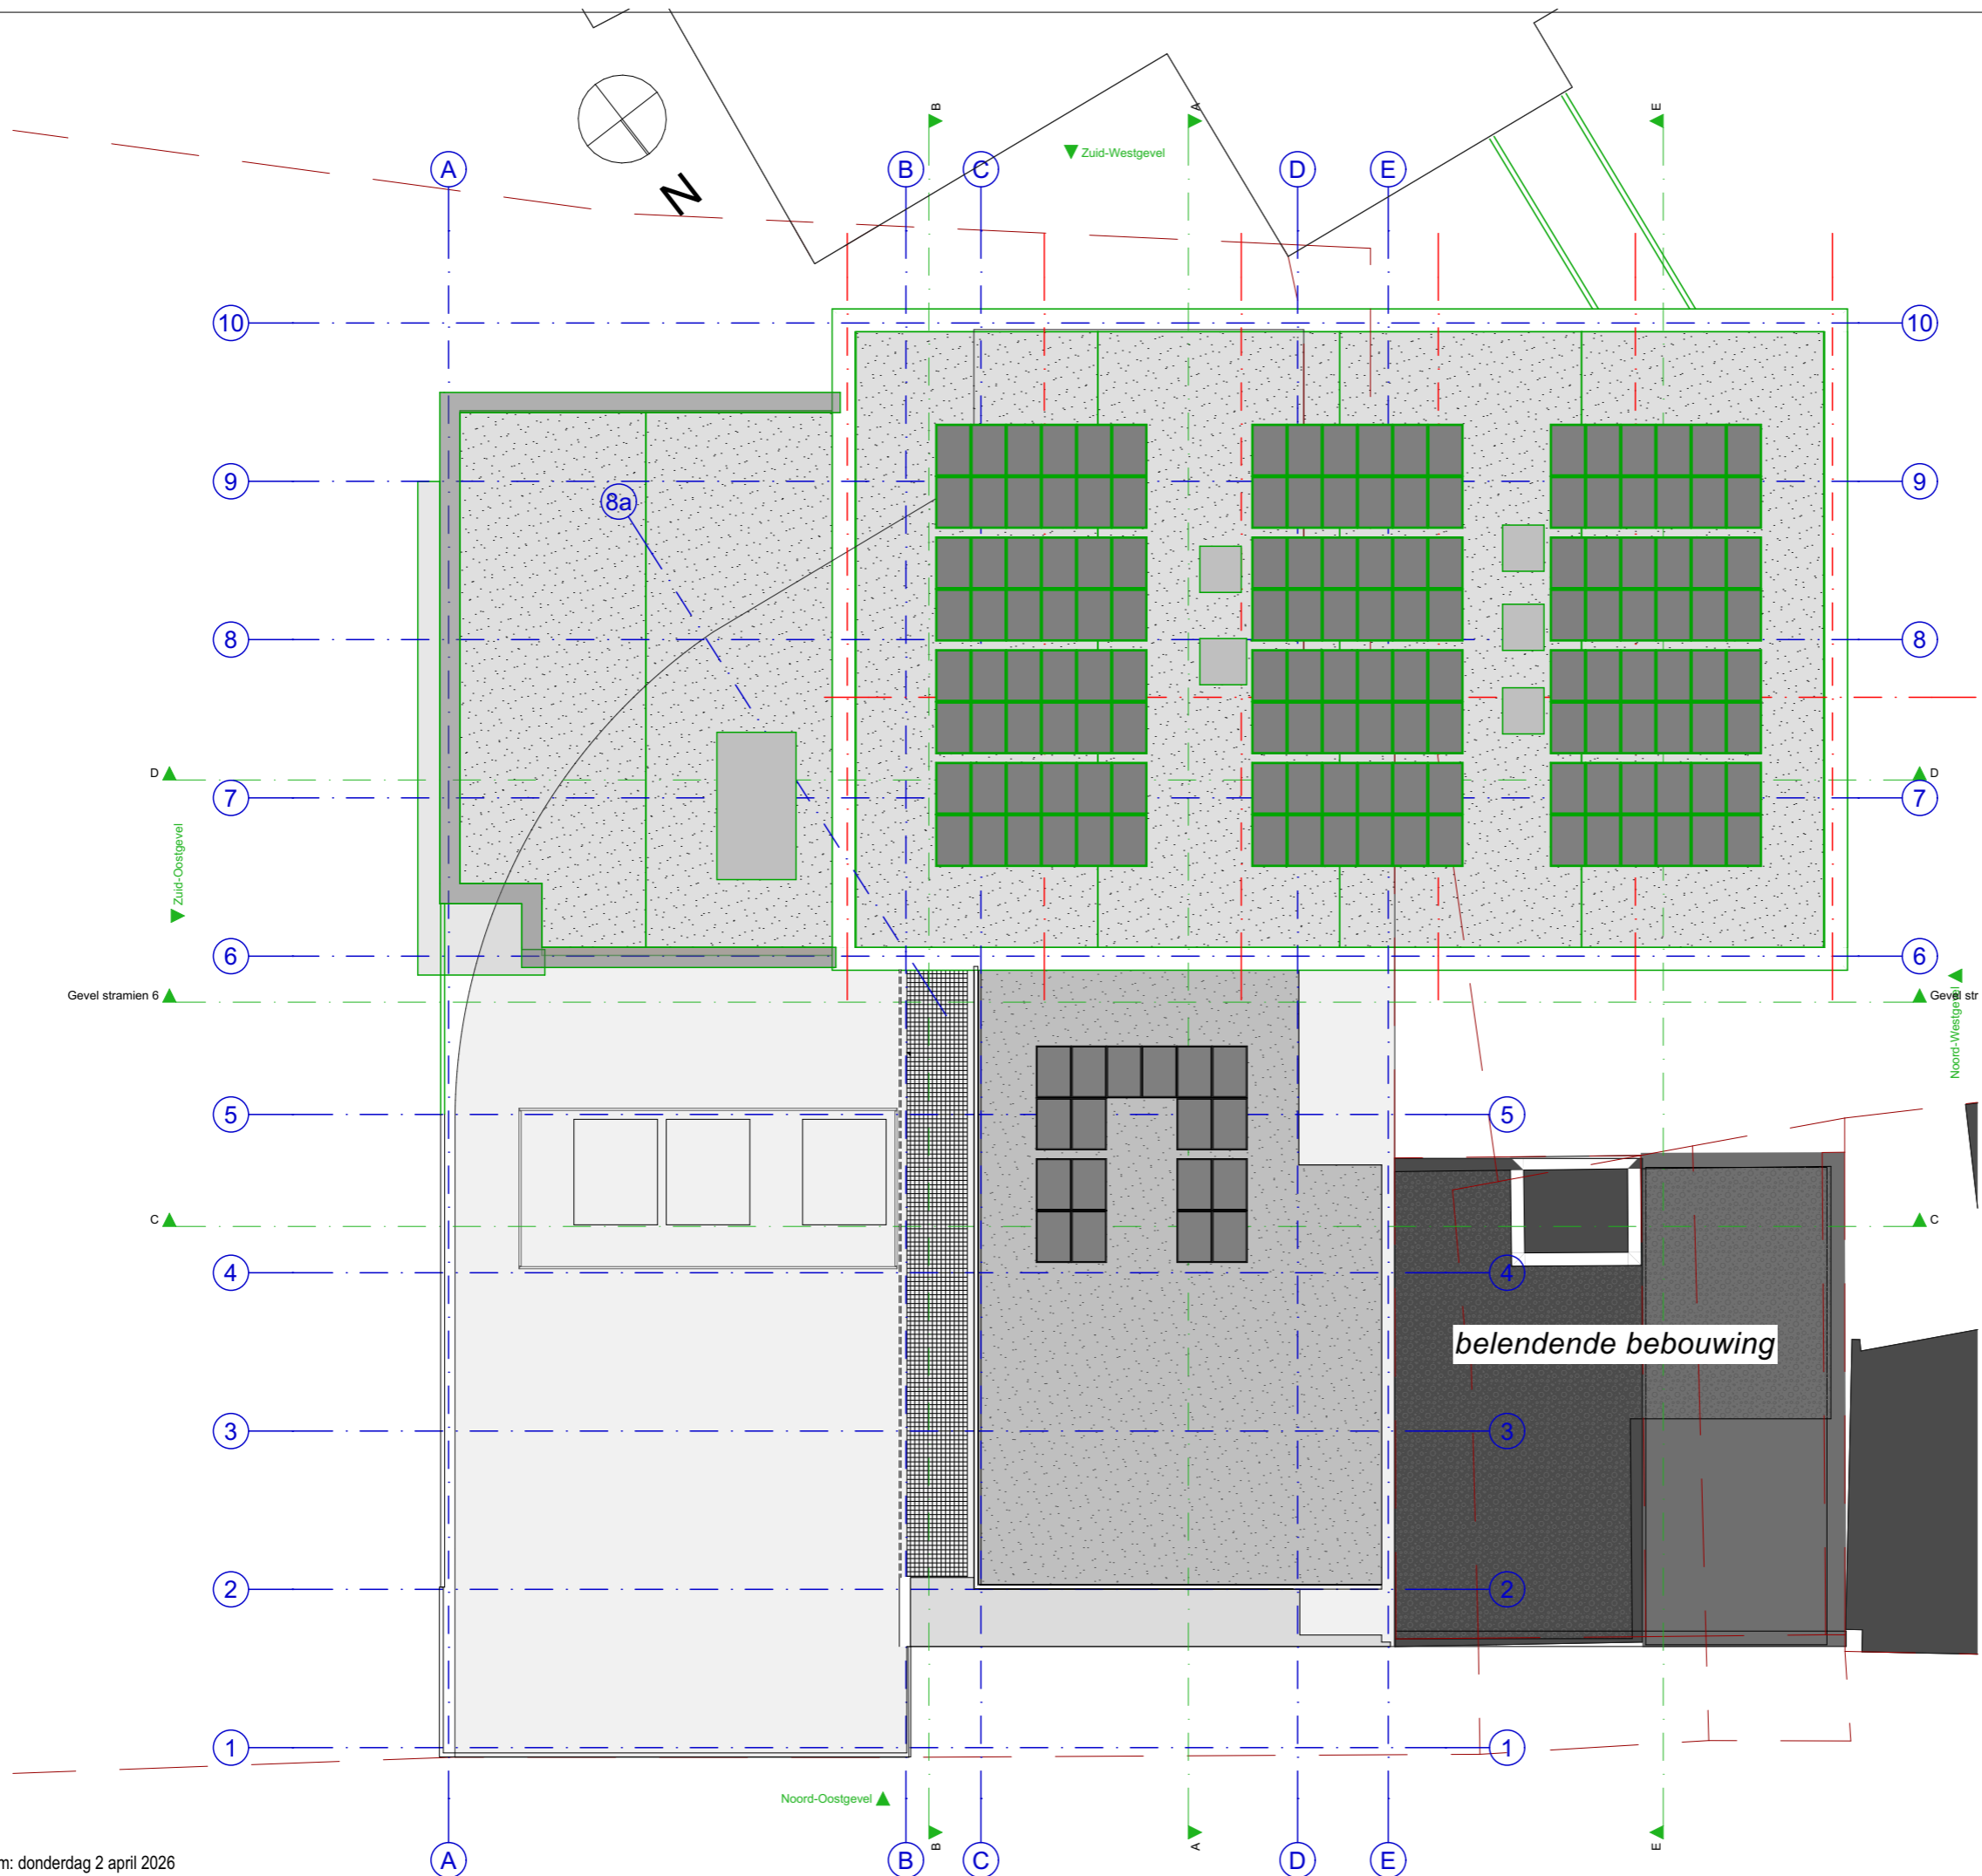 B
A
E
Zuid-Westgevel
A
B
C
D
E
N
10
10
9
9
8a
8
8
D
D
7
7
Zuid-Oostgevel
6
6
Gevel stramien 6
Gevel str
Noord-Westgevel
5
5
C
C
4
4
belendende bebouwing
3
3
2
2
1
1
Noord-Oostgevel
B
A
E
A
B
C
D
E
m: donderdag 2 april 2026